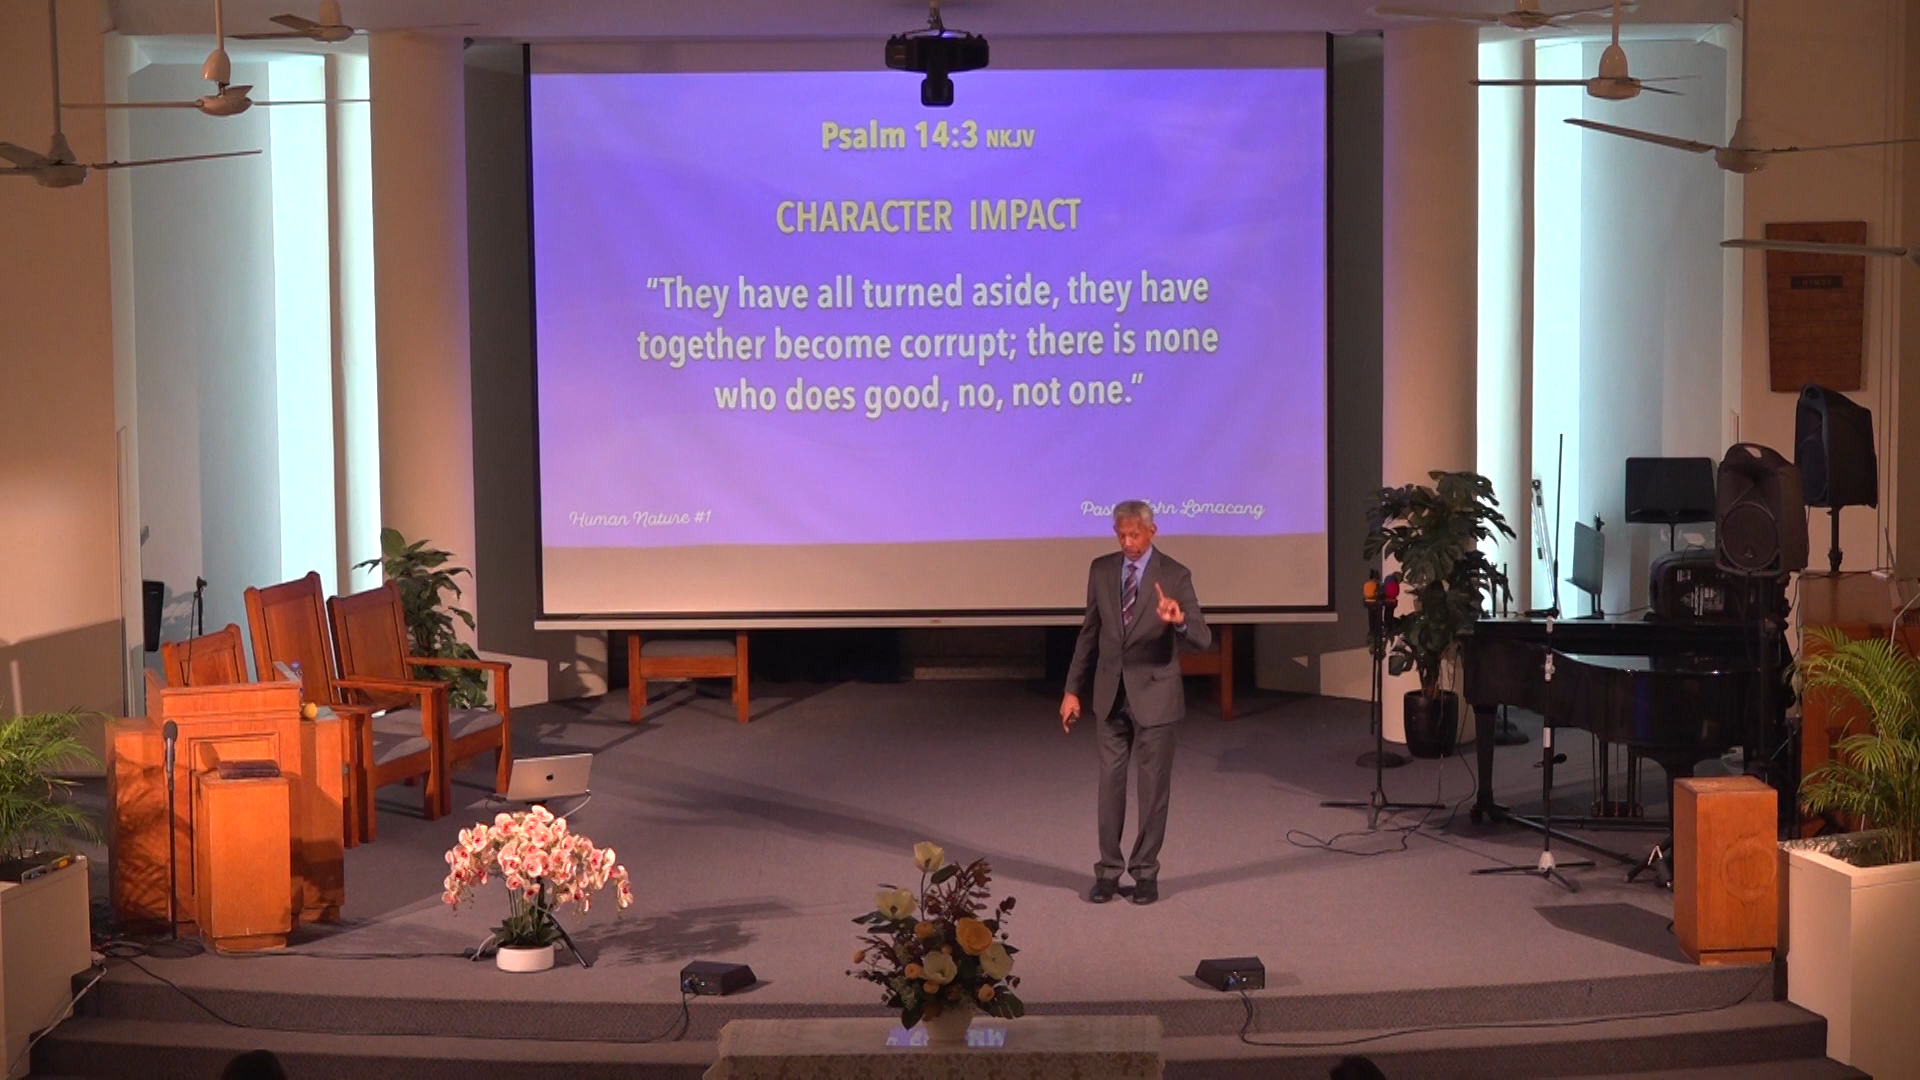 Psalm 14:3 NKJV
CHARACTER IMPACT
“They have all turned aside, they have
together become corrupt; there is none
who does good, no, not one.”
Human Nature #1
Lomacang